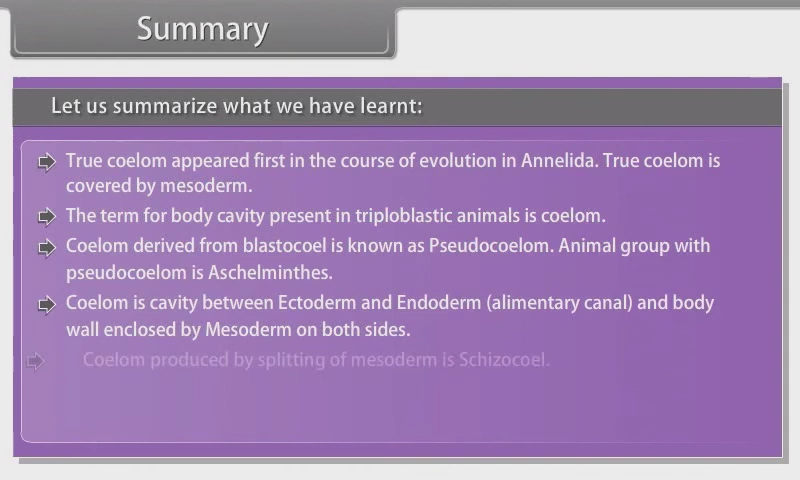 Summary
Let us summarize what we have learnt:
True coelom appeared first in the course of evolution in Annelida. True coelom is
covered by mesoderm.
The term for body cavity present in triploblastic animals is coelom.
Coelom derived from blastocoel is known as Pseudocoelom. Animal group with
pseudocoelom is Aschelminthes.
Coelom is cavity between Ectoderm and Endoderm (alimentary canal) and body
wall enclosed by Mesoderm on both sides.
Coelom produced by splitting of mesoderm is Schizocoel.